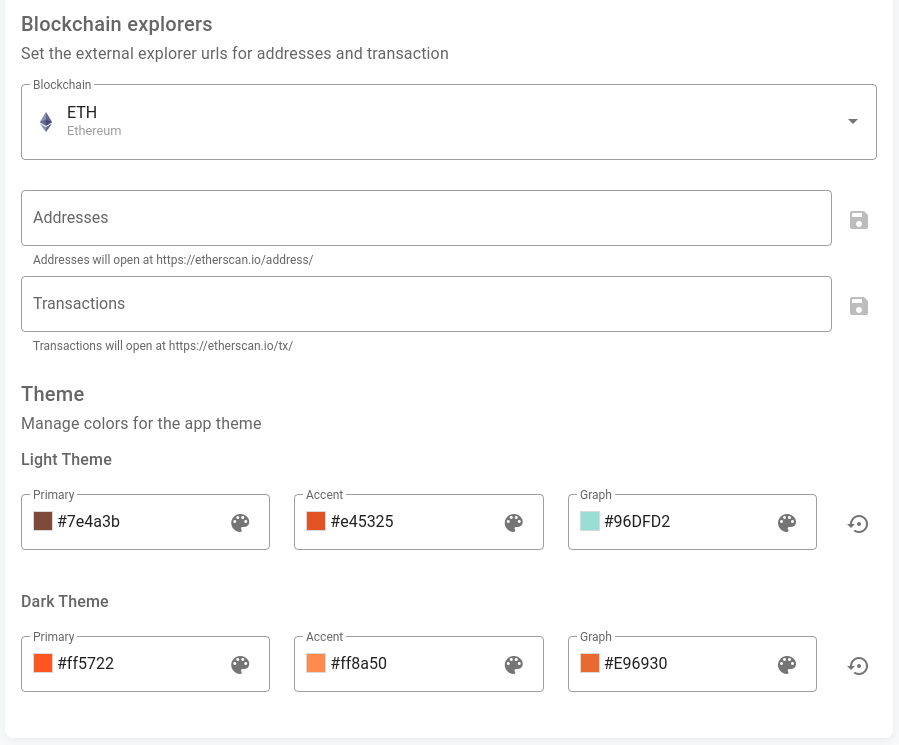 Blockchain explorers
Set the external explorer urls for addresses and transaction
Blockchain
ETH
Ethereum
Addresses
Addresses will open at https://etherscan.io/address/
Transactions
Transactions will open at https://etherscan.io/tx/
Theme
Manage colors for the app theme
Light Theme
Primary Accent Graph
#7e4a3b #e45325 #96DFD2
Dark Theme
Primary Accent Graph
#ff5722 #ff8a50 #E96930